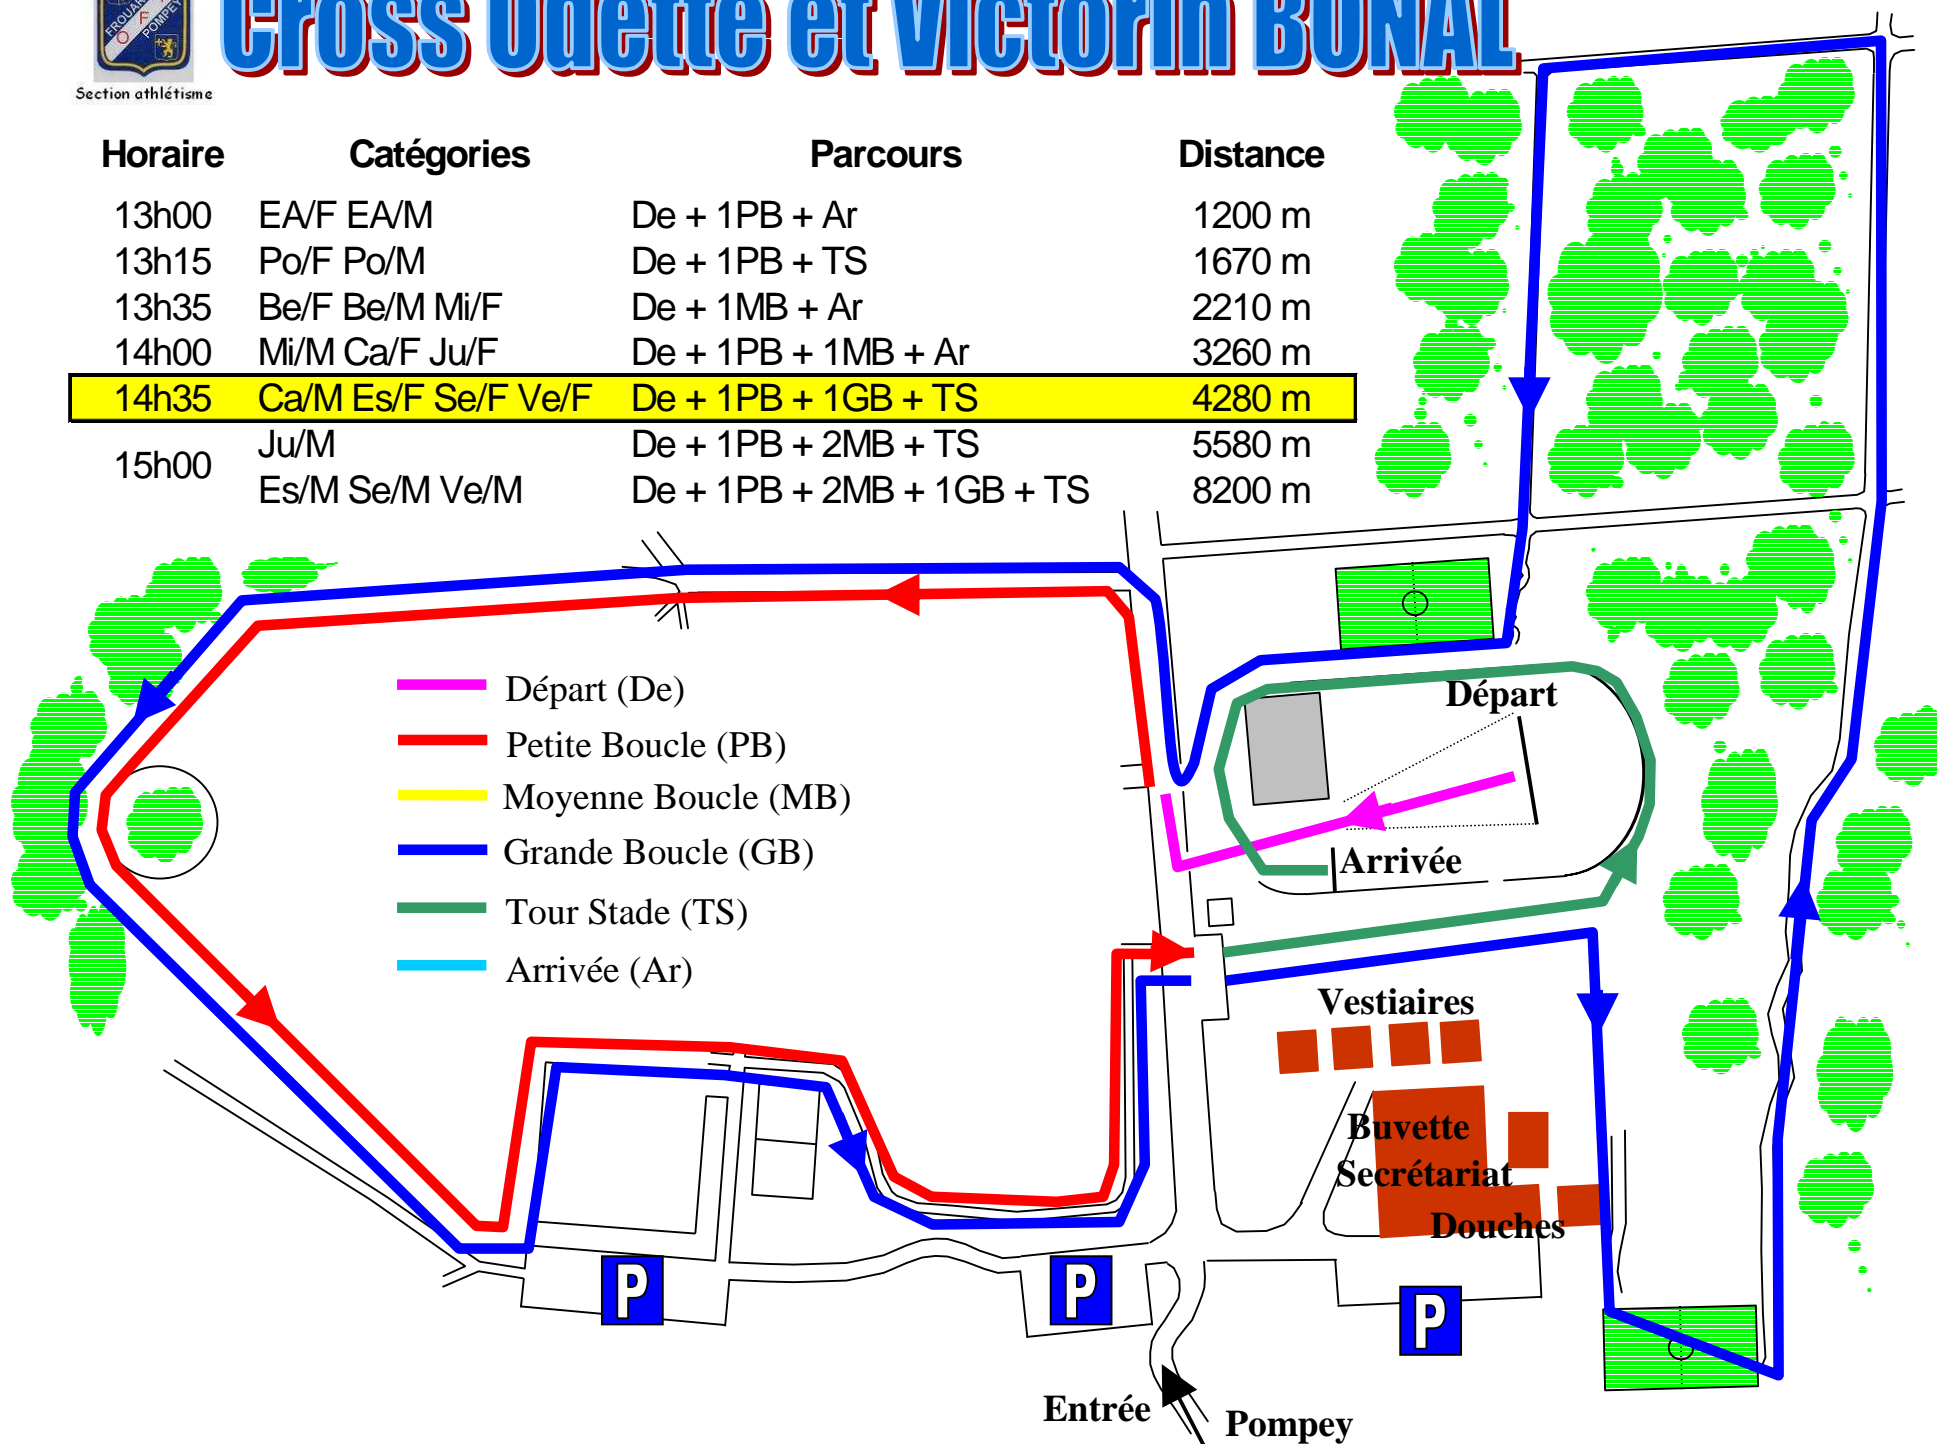 FROUARD
POMPEY
O F
Section athlétisme
Cross Odette et Victorin BUNAL
Horaire Catégories Parcours Distance
13h00 EA/F EA/M De + 1PB + Ar 1200 m
13h15 Po/F Po/M De + 1PB + TS 1670 m
13h35 Be/F Be/M Mi/F De + 1MB + Ar 2210 m
14h00 Mi/M Ca/F Ju/F De + 1PB + 1MB + Ar 3260 m
14h35 Ca/M Es/F Se/F Ve/F De + 1PB + 1GB + TS 4280 m
15h00 Ju/M De + 1PB + 2MB + TS 5580 m
Es/M Se/M Ve/M De + 1PB + 2MB + 1GB + TS 8200 m
Départ (De)
Petite Boucle (PB)
Moyenne Boucle (MB)
Grande Boucle (GB)
Tour Stade (TS)
Arrivée (Ar)
Départ
Arrivée
Vestiaires
Buvette
Secrétariat
Douches
P
P
P
Entrée
Pompey